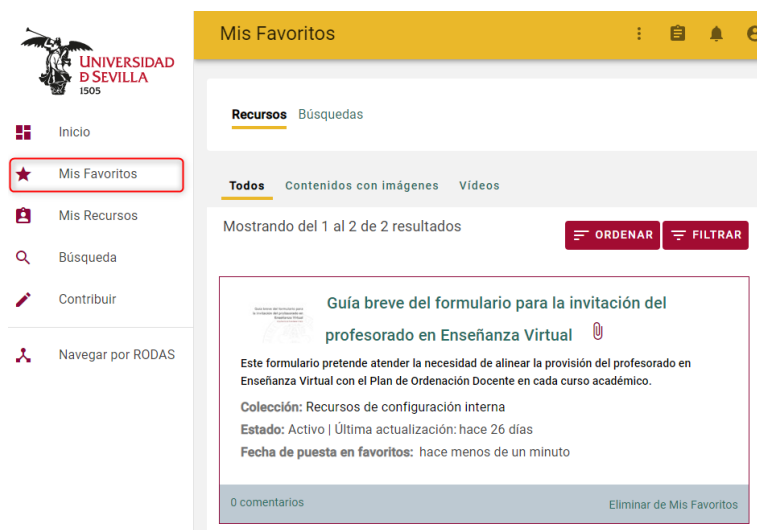 UNIVERSIDAD
D SEVILLA
1505
Inicio
Mis Favoritos
Mis Recursos
Búsqueda
Contribuir
Navegar por RODAS
Mis Favoritos
Recursos Búsquedas
Todos Contenidos con imágenes Vídeos
Mostrando del 1 al 2 de 2 resultados
ORDENAR FILTRAR
Guía breve del formulario para la invitación del
profesorado en Enseñanza Virtual
Este formulario pretende atender la necesidad de alinear la provisión del profesorado en
Enseñanza Virtual con el Plan de Ordenación Docente en cada curso académico.
Colección: Recursos de configuración interna
Estado: Activo | Última actualización: hace 26 días
Fecha de puesta en favoritos: hace menos de un minuto
0 comentarios Eliminar de Mis Favoritos